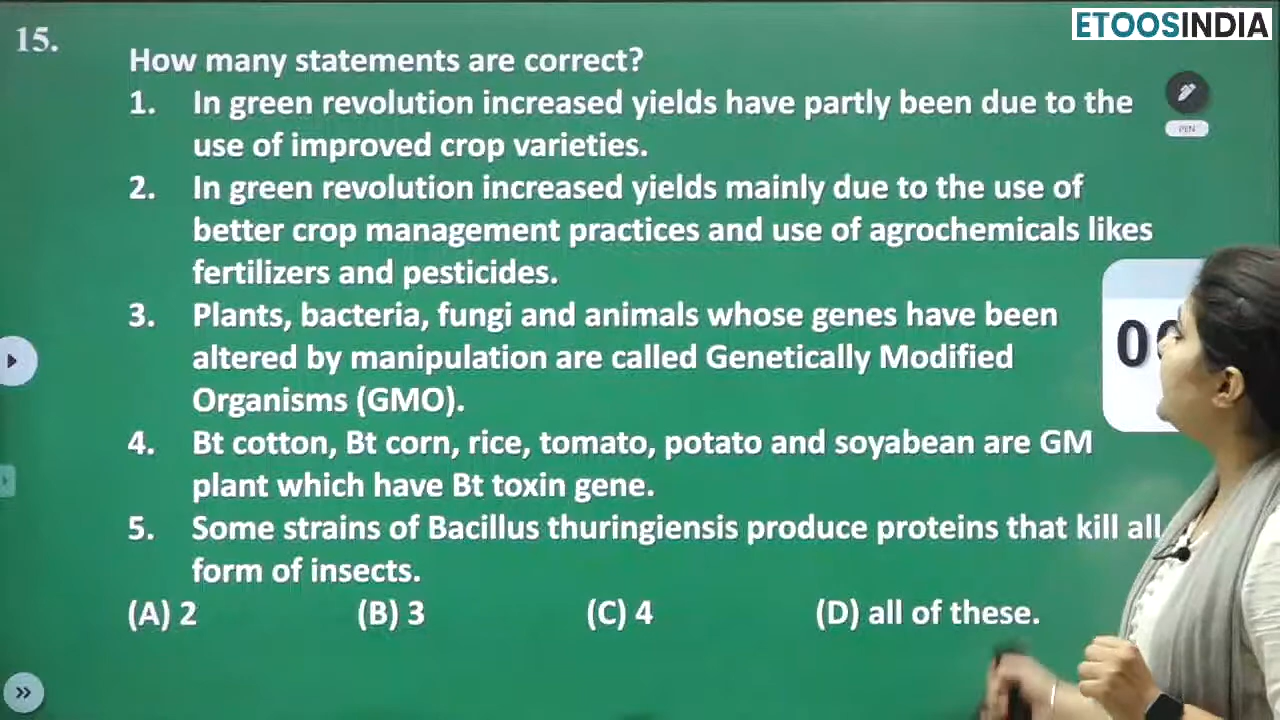 15.
ETOOSINDIA
How many statements are correct?
1. In green revolution increased yields have partly been due to the
use of improved crop varieties.
2. In green revolution increased yields mainly due to the use of
better crop management practices and use of agrochemicals likes
fertilizers and pesticides.
3. Plants, bacteria, fungi and animals whose genes have been
altered by manipulation are called Genetically Modified
Organisms (GMO).
4. Bt cotton, Bt corn, rice, tomato, potato and soyabean are GM
plant which have Bt toxin gene.
5. Some strains of Bacillus thuringiensis produce proteins that kill all
form of insects.
(A) 2 (B) 3 (C) 4 (D) all of these.
PEN